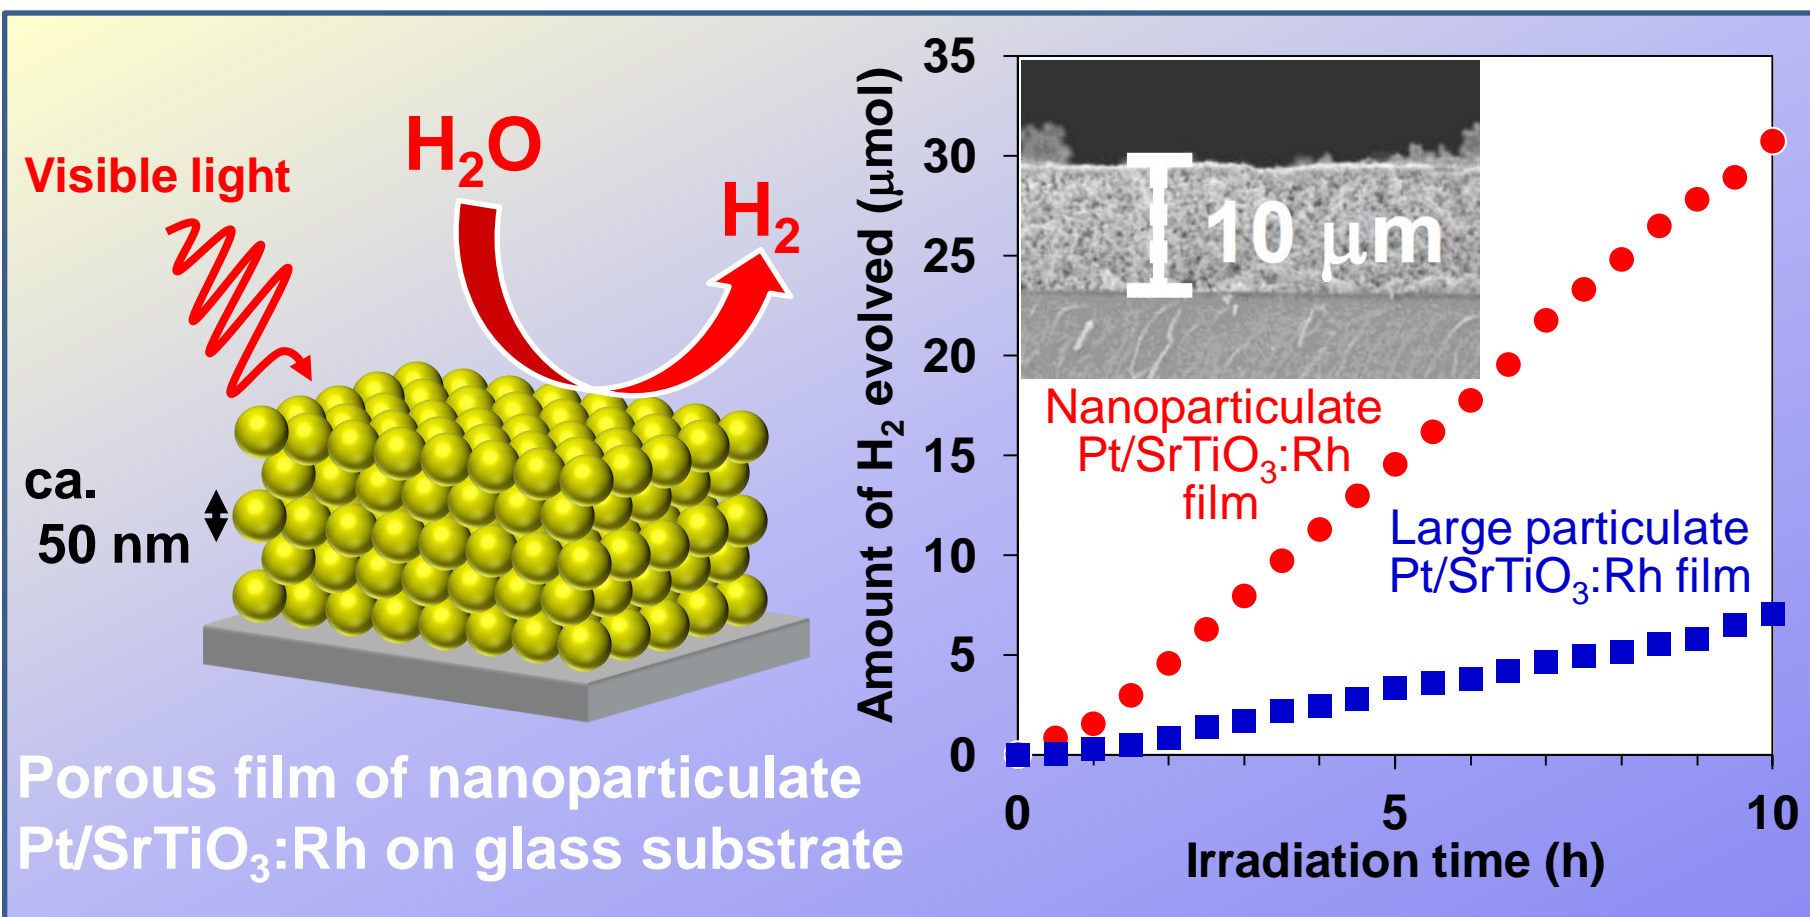 Visible light
H₂O
H₂
ca.
50 nm
Porous film of nanoparticulate
Pt/SrTiO₃:Rh on glass substrate
Amount of H₂ evolved (μmol)
35
30
25
20
15
10
5
0
10 μm
Nanoparticulate
Pt/SrTiO₃:Rh
film
Large particulate
Pt/SrTiO₃:Rh film
0
5
10
Irradiation time (h)